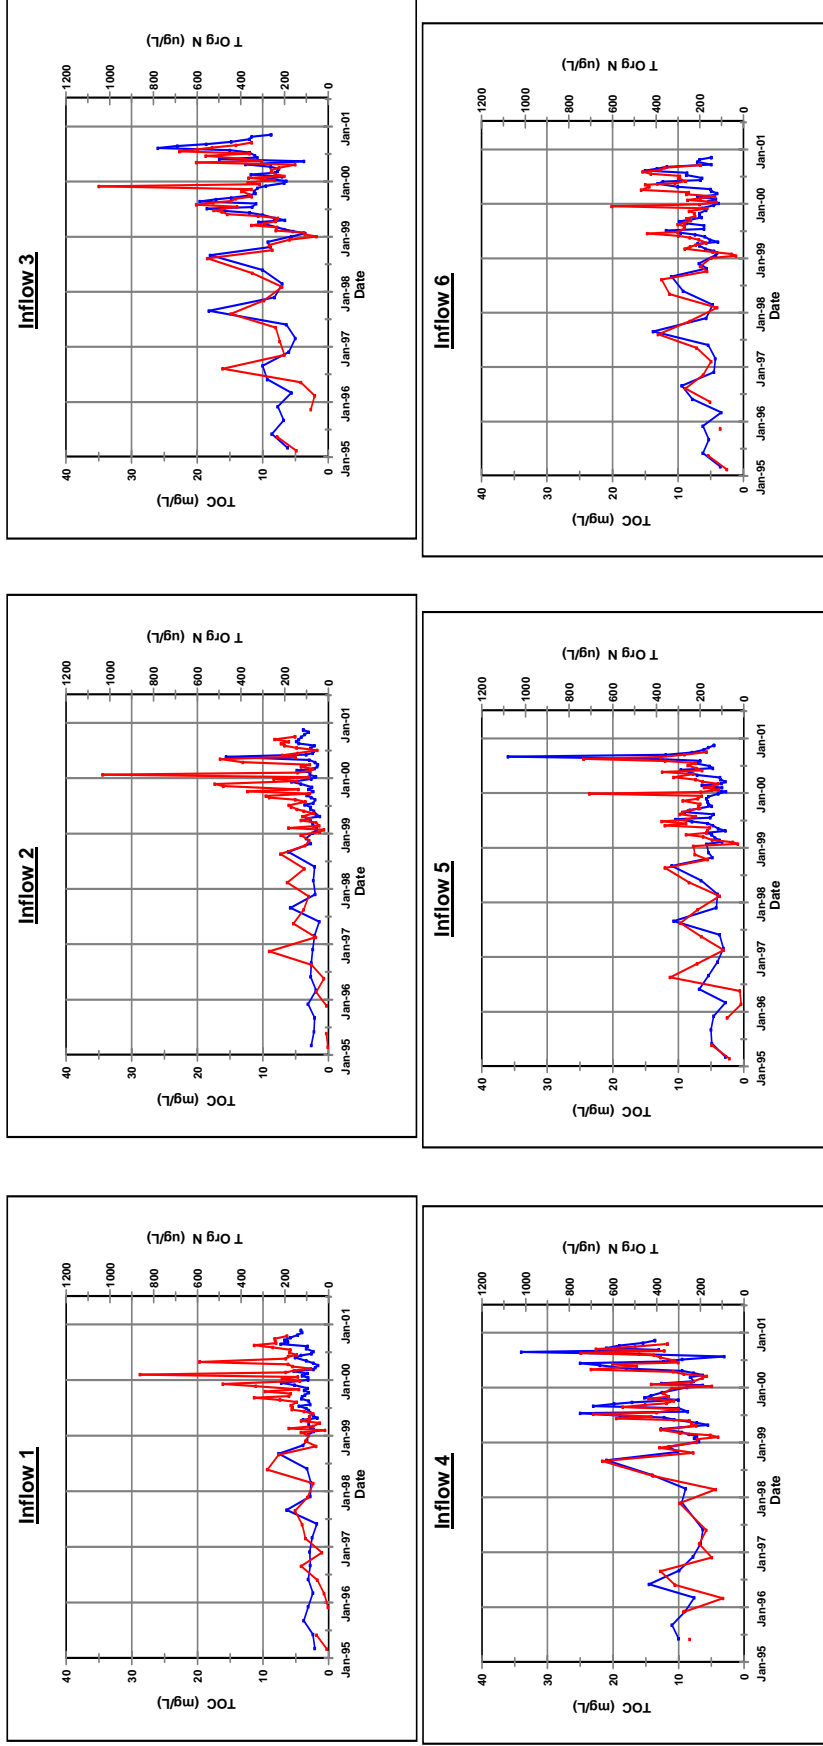 Inflow 1
TOC (mg/L)
40
30
20
10
0
Jan-95
Jan-96
Jan-97
Jan-98
Jan-99
Jan-00
Jan-01
Date
1200
1000
800
600
400
200
0
T Org N (ug/L)
Inflow 2
TOC (mg/L)
40
30
20
10
0
Jan-95
Jan-96
Jan-97
Jan-98
Jan-99
Jan-00
Jan-01
Date
1200
1000
800
600
400
200
0
T Org N (ug/L)
Inflow 3
TOC (mg/L)
40
30
20
10
0
Jan-95
Jan-96
Jan-97
Jan-98
Jan-99
Jan-00
Jan-01
Date
1200
1000
800
600
400
200
0
T Org N (ug/L)
Inflow 4
TOC (mg/L)
40
30
20
10
0
Jan-95
Jan-96
Jan-97
Jan-98
Jan-99
Jan-00
Jan-01
Date
1200
1000
800
600
400
200
0
T Org N (ug/L)
Inflow 5
TOC (mg/L)
40
30
20
10
0
Jan-95
Jan-96
Jan-97
Jan-98
Jan-99
Jan-00
Jan-01
Date
1200
1000
800
600
400
200
0
T Org N (ug/L)
Inflow 6
TOC (mg/L)
40
30
20
10
0
Jan-95
Jan-96
Jan-97
Jan-98
Jan-99
Jan-00
Jan-01
Date
1200
1000
800
600
400
200
0
T Org N (ug/L)